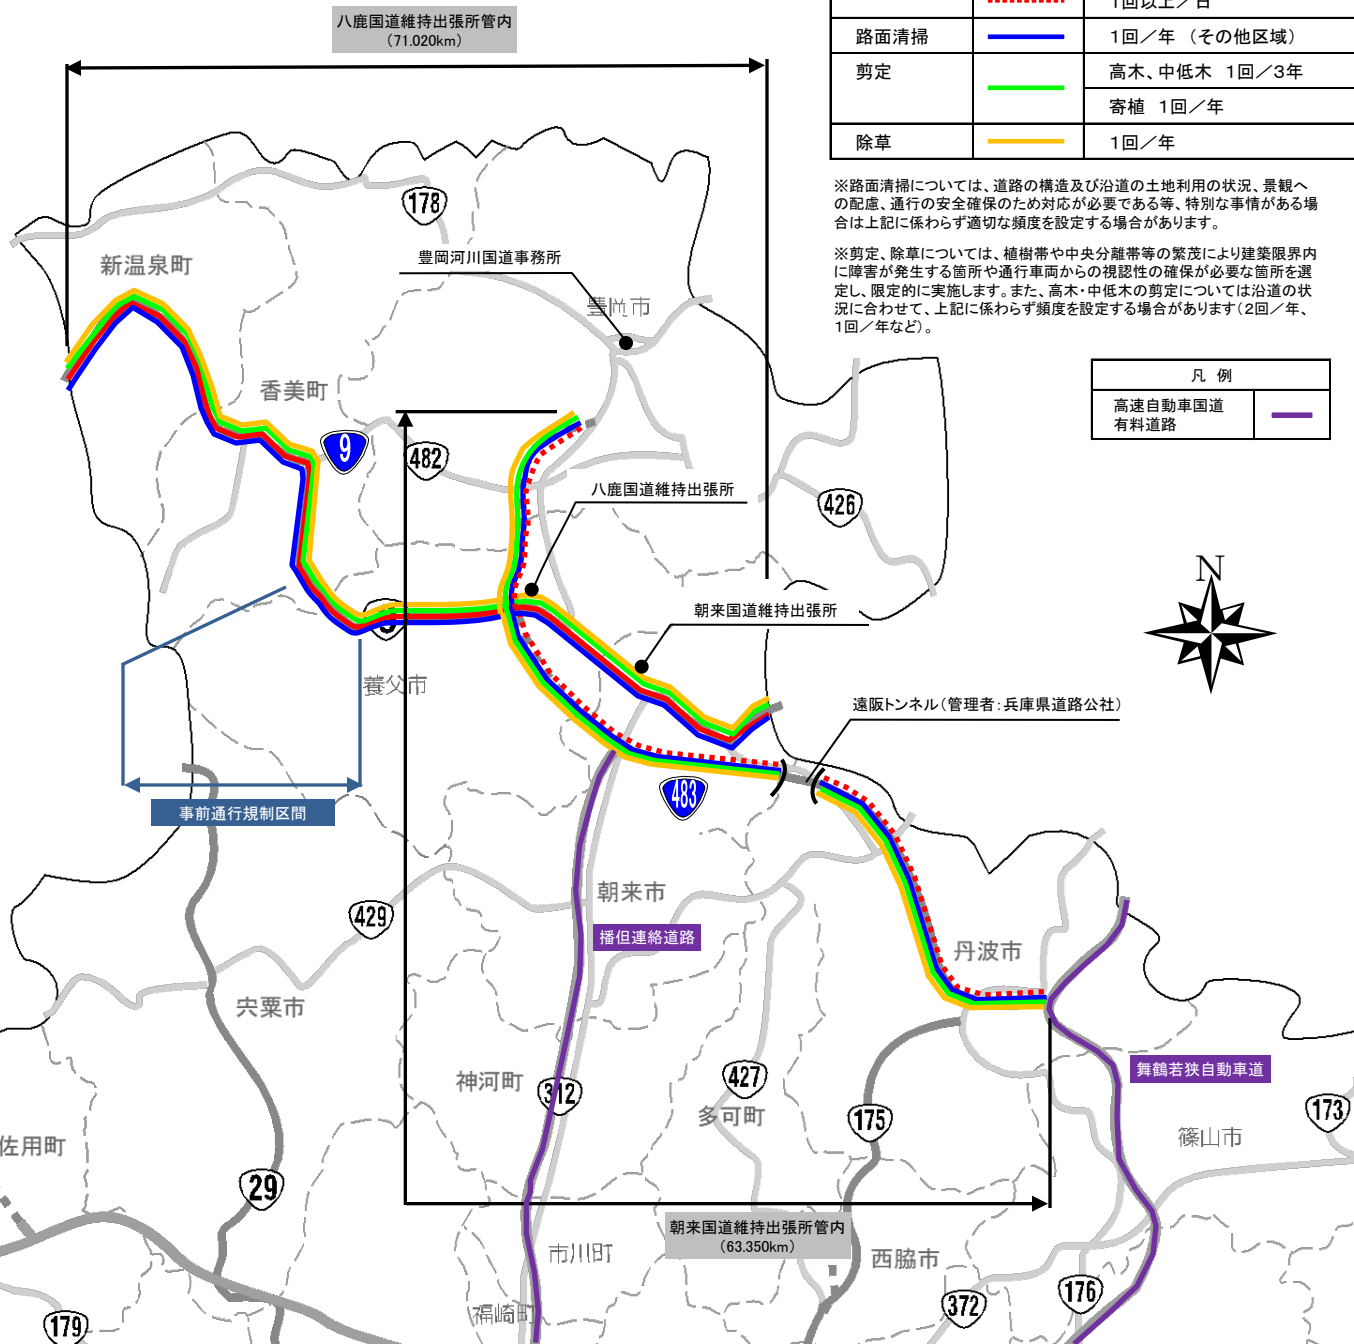 八鹿国道維持出張所管内
（71.020km）
1回以上／日
路面清掃
1回／年 （その他区域）
剪定
高木、中低木 1回／3年
寄植 1回／年
除草
1回／年
※路面清掃については、道路の構造及び沿道の土地利用の状況、景観へ
の配慮、通行の安全確保のため対応が必要である等、特別な事情がある場
合は上記に係わらず適切な頻度を設定する場合があります。
※剪定、除草については、植樹帯や中央分離帯等の繁茂により建築限界内
に障害が発生する箇所や通行車両からの視認性の確保が必要な箇所を選
定し、限定的に実施します。また、高木・中低木の剪定については沿道の状
況に合わせて、上記に係わらず頻度を設定する場合があります（2回／年、
1回／年など）。
凡 例
高速自動車国道
有料道路
178
新温泉町
豊岡河川国道事務所
豊岡市
香美町
9
482
八鹿国道維持出張所
426
N
朝来国道維持出張所
9
養父市
遠阪トンネル（管理者：兵庫県道路公社）
483
事前通行規制区間
朝来市
429
播但連絡道路
丹波市
宍粟市
神河町
312
427
多可町
175
舞鶴若狭自動車道
173
篠山市
佐用町
29
朝来国道維持出張所管内
（63.350km）
市川町
西脇市
176
372
福崎町
179